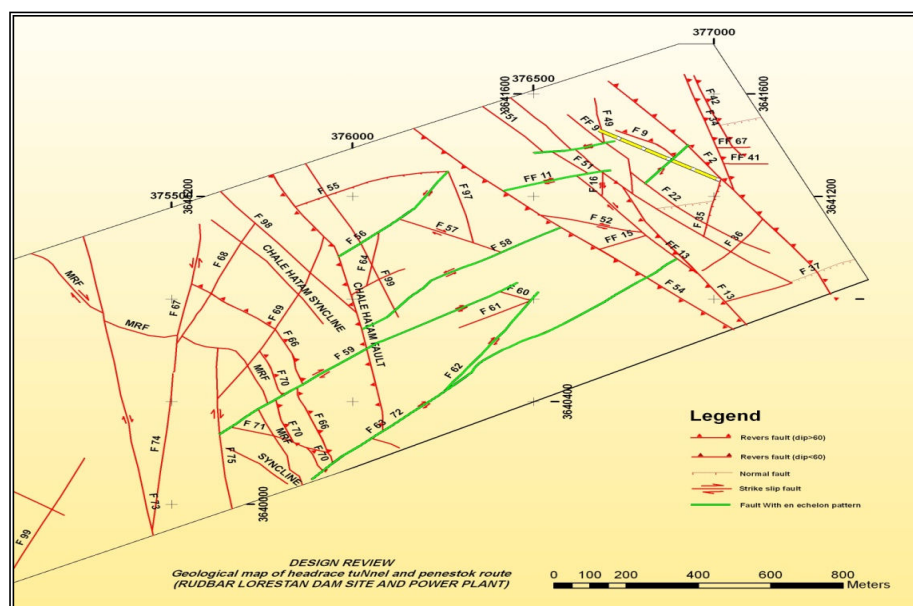 377000
376500
3641600
3641600
376000
375500
3640800
3641200
F 42
F 34
F 49
FF 9
F 9
FF 67
FF 41
F 2
F51
F 51
F 16
FF 11
F 22
F 35
F 36
F 52
FF 15
FF 13
F 13
F 17
F 54
F 55
F 97
F 56
F 57
F 58
F 98
F 68
F 67
F 69
F 99
F 69
CHALE HATAM SYNCLINE
CHALE HATAM FAULT
MRF
MRF
F 66
F 59
F 60
F 61
F 62
MRF
F 70
F 66
F 71
F 70
MRF
F 70
F 63
72
F 74
F 75
F 73
SYNCLINE
F 99
3640400
3640000
Legend
Revers fault (dip>60)
Revers fault (dip<60)
Normal fault
Strike slip fault
Fault With en echelon pattern
DESIGN REVIEW
Geological map of headrace tuNnel and penestok route
(RUDBAR LORESTAN DAM SITE AND POWER PLANT)
0 200 400 600 800
Meters